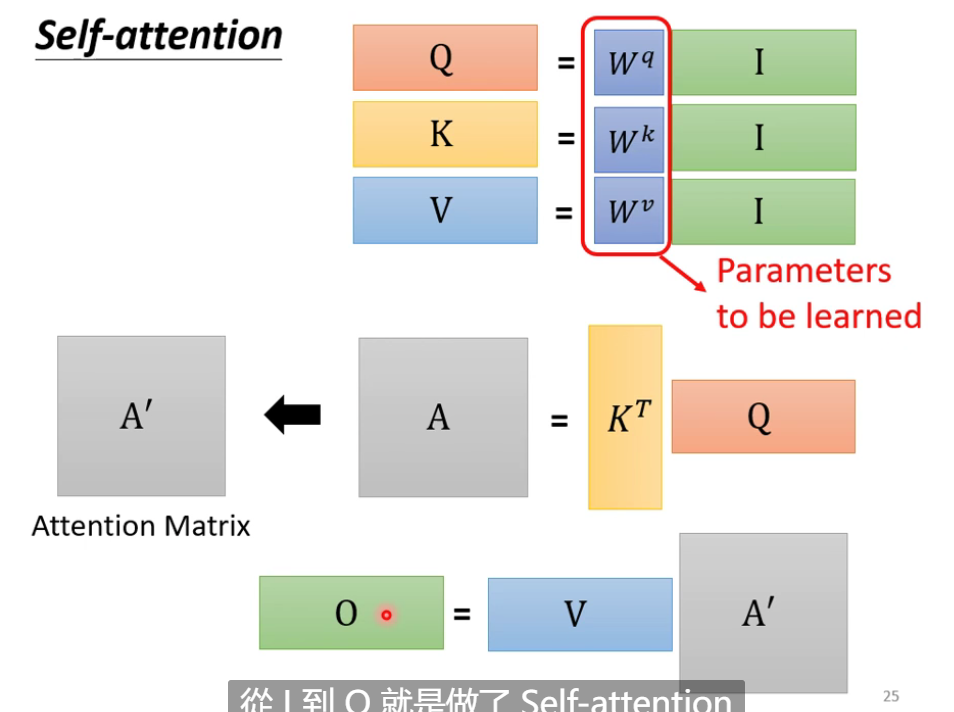 Self-attention
Q = W^q I
K = W^k I
V = W^v I
Parameters
to be learned
A′ A = K^T Q
Attention Matrix
O = V A′
從 I 到 O 就是做了 Self-attention
25